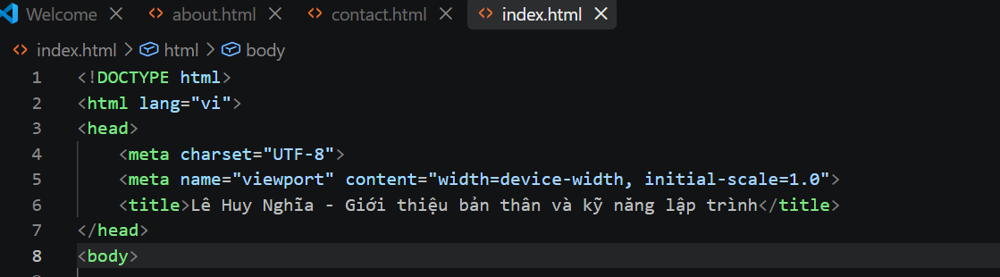 Welcome about.html contact.html index.html
index.html > html > body
1 <!DOCTYPE html>
2 <html lang="vi">
3 <head>
4 <meta charset="UTF-8">
5 <meta name="viewport" content="width=device-width, initial-scale=1.0">
6 <title>Lê Huy Nghĩa - Giới thiệu bản thân và kỹ năng lập trình</title>
7 </head>
8 <body>